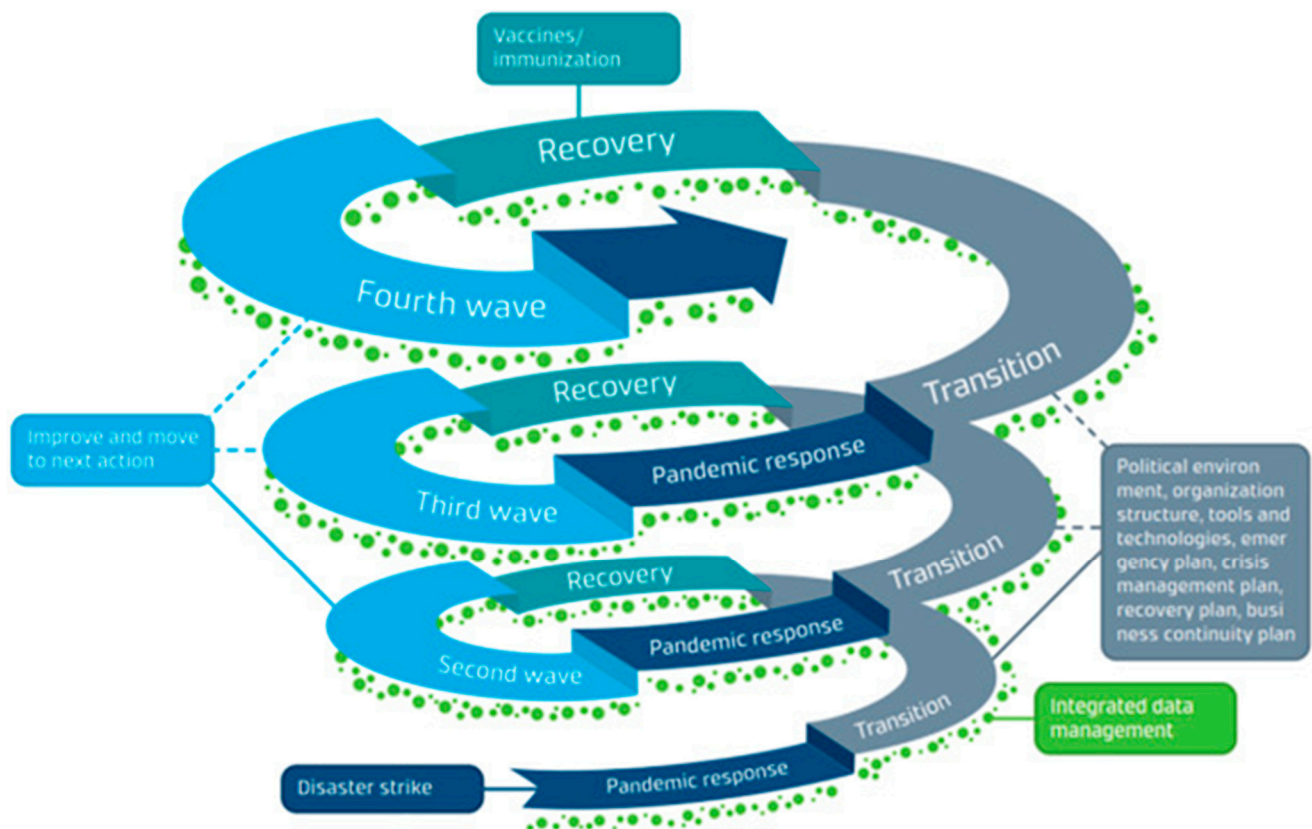 Vaccines/
immunization
Recovery
Fourth wave
Transition
Recovery
Improve and move
to next action
Pandemic response
Third wave
Political environ
ment, organization
structure, tools and
technologies, emer
gency plan, crisis
management plan,
recovery plan, busi
ness continuity plan
Transition
Recovery
Pandemic response
Second wave
Transition
Integrated data
management
Disaster strike
Pandemic response